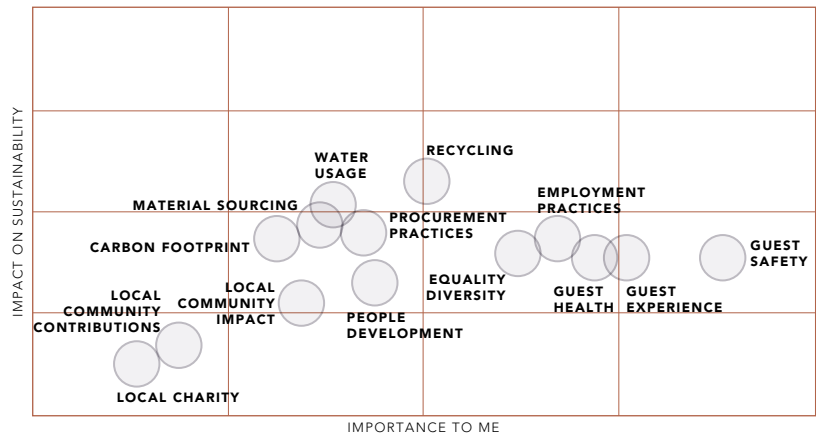 IMPACT ON SUSTAINABILITY
RECYCLING
WATER
USAGE
EMPLOYMENT
PRACTICES
MATERIAL SOURCING
PROCUREMENT
PRACTICES
CARBON FOOTPRINT
GUEST
SAFETY
EQUALITY
DIVERSITY
LOCAL
COMMUNITY
IMPACT
GUEST
HEALTH
GUEST
EXPERIENCE
LOCAL
COMMUNITY
CONTRIBUTIONS
PEOPLE
DEVELOPMENT
LOCAL CHARITY
IMPORTANCE TO ME